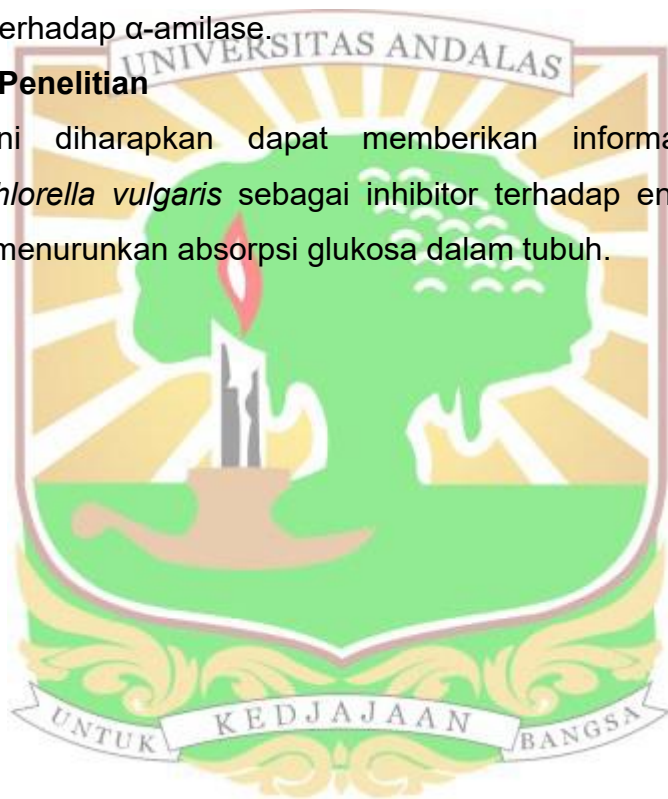 erhadap α-amilase.
UNIVERSITAS ANDALAS
Penelitian
ni diharapkan dapat memberikan informa
hlorella vulgaris sebagai inhibitor terhadap en
menurunkan absorpsi glukosa dalam tubuh.
UNTUK KEDJAJAAN BANGSA